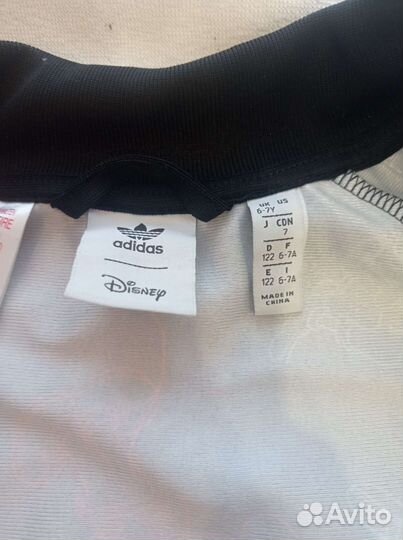 adidas
Disney
UK US
6-7Y
J CDN
7
D F
122 6-7A
E I
122 6-7A
MADE IN
CHINA
Avito